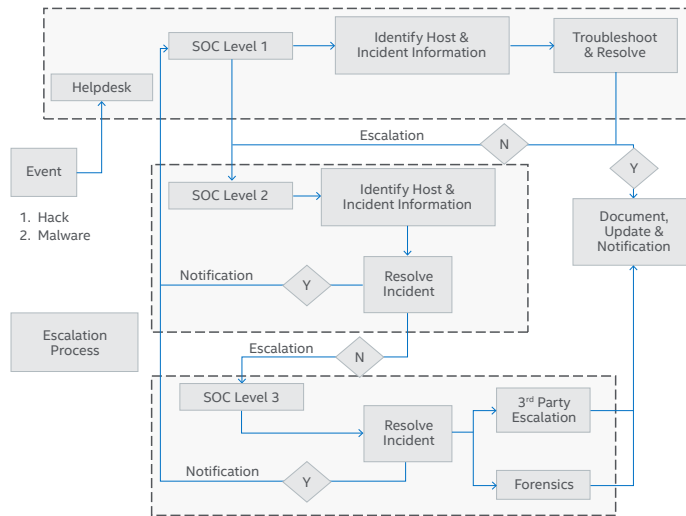 SOC Level 1
Identify Host &
Incident Information
Troubleshoot
& Resolve
Helpdesk
Escalation
N
Event
Y
1. Hack
2. Malware
SOC Level 2
Identify Host &
Incident Information
Document,
Update &
Notification
Notification
Y
Resolve
Incident
Escalation
Process
Escalation
N
SOC Level 3
Resolve
Incident
3rd Party
Escalation
Notification
Y
Forensics